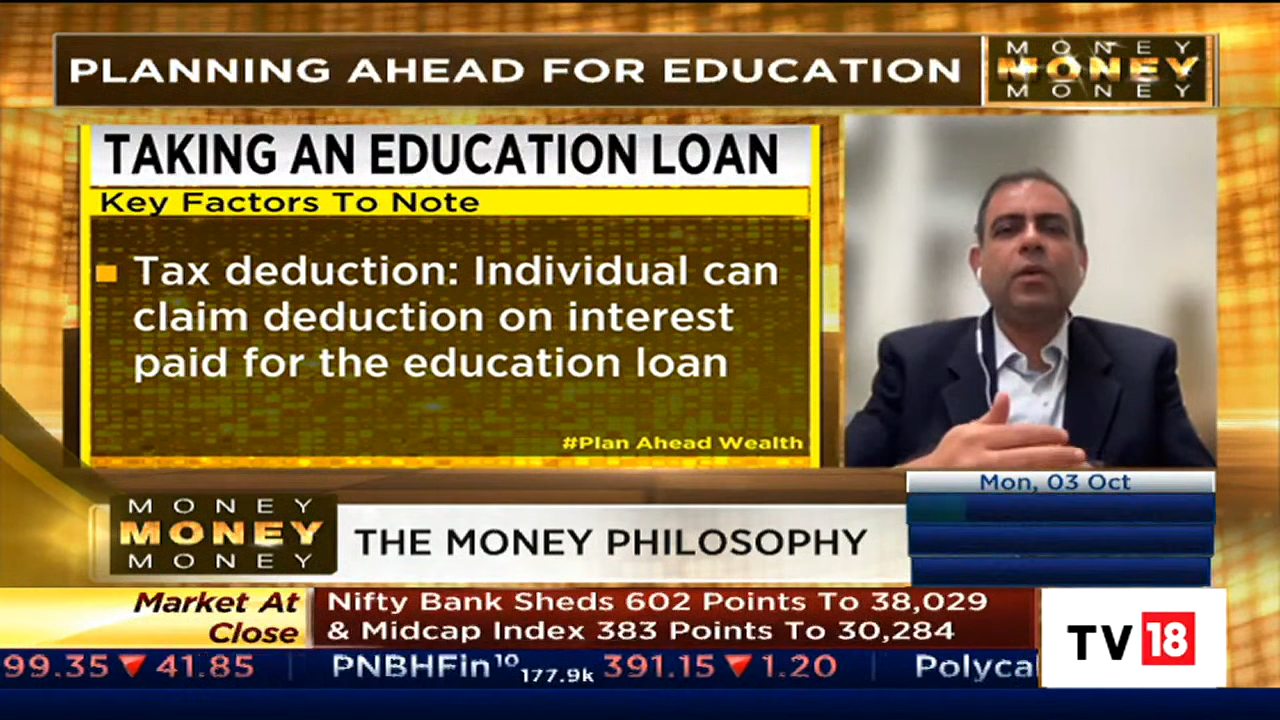 PLANNING AHEAD FOR EDUCATION
MONEY
MONEY
MONEY
TAKING AN EDUCATION LOAN
Key Factors To Note
Tax deduction: Individual can
claim deduction on interest
paid for the education loan
#Plan Ahead Wealth
Mon, 03 Oct
MONEY
MONEY
MONEY
THE MONEY PHILOSOPHY
Market At
Close
Nifty Bank Sheds 602 Points To 38,029
& Midcap Index 383 Points To 30,284
TV18
99.35 ▼ 41.85 PNBHFin 10 177.9k 391.15 ▼ 1.20 Polyca